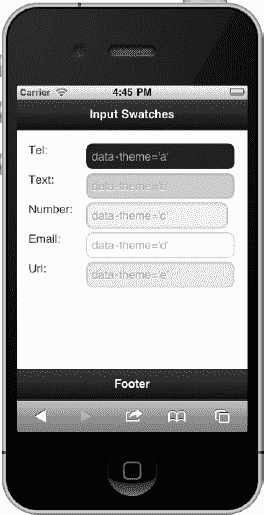 Carrier 4:45 PM
Input Swatches
Tel: data-theme='a'
Text: data-theme='b'
Number: data-theme='c'
Email: data-theme='d'
Url: data-theme='e'
Footer